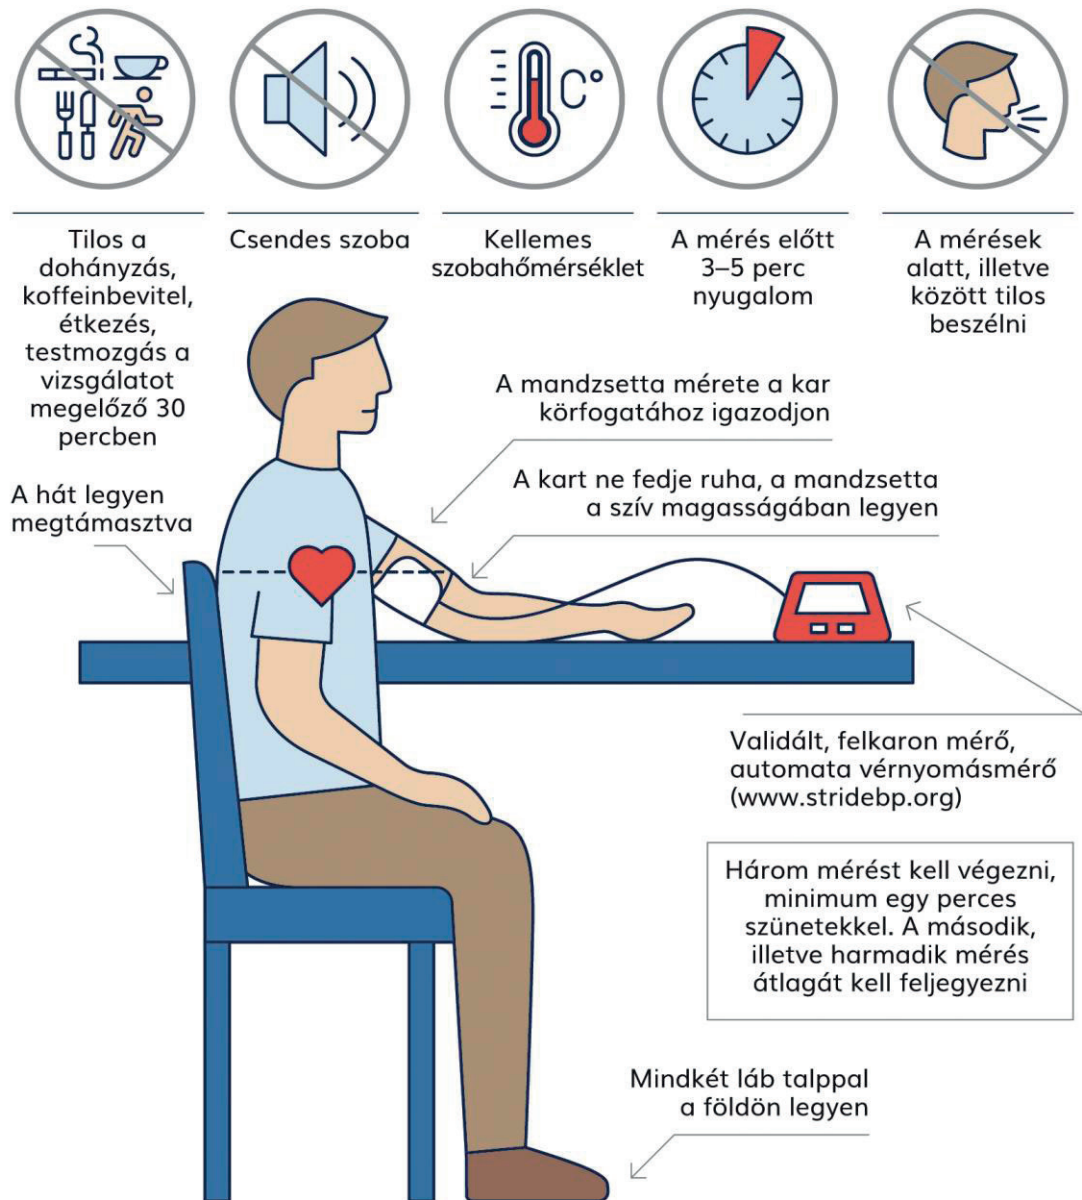 C°
Tilos a
dohányzás,
koffeinbevitel,
étkezés,
testmozgás a
vizsgálatot
megelőző 30
percben
Csendes szoba
Kellemes
szobahőmérséklet
A mérés előtt
3–5 perc
nyugalom
A mérések
alatt, illetve
között tilos
beszélni
A mandzsetta mérete a kar
körfogatához igazodjon
A kart ne fedje ruha, a mandzsetta
a szív magasságában legyen
A hát legyen
megtámasztva
Validált, felkaron mérő,
automata vérnyomásmérő
(www.stridebp.org)
Három mérést kell végezni,
minimum egy perces
szünetekkel. A második,
illetve harmadik mérés
átlagát kell feljegyezni
Mindkét láb talppal
a földön legyen